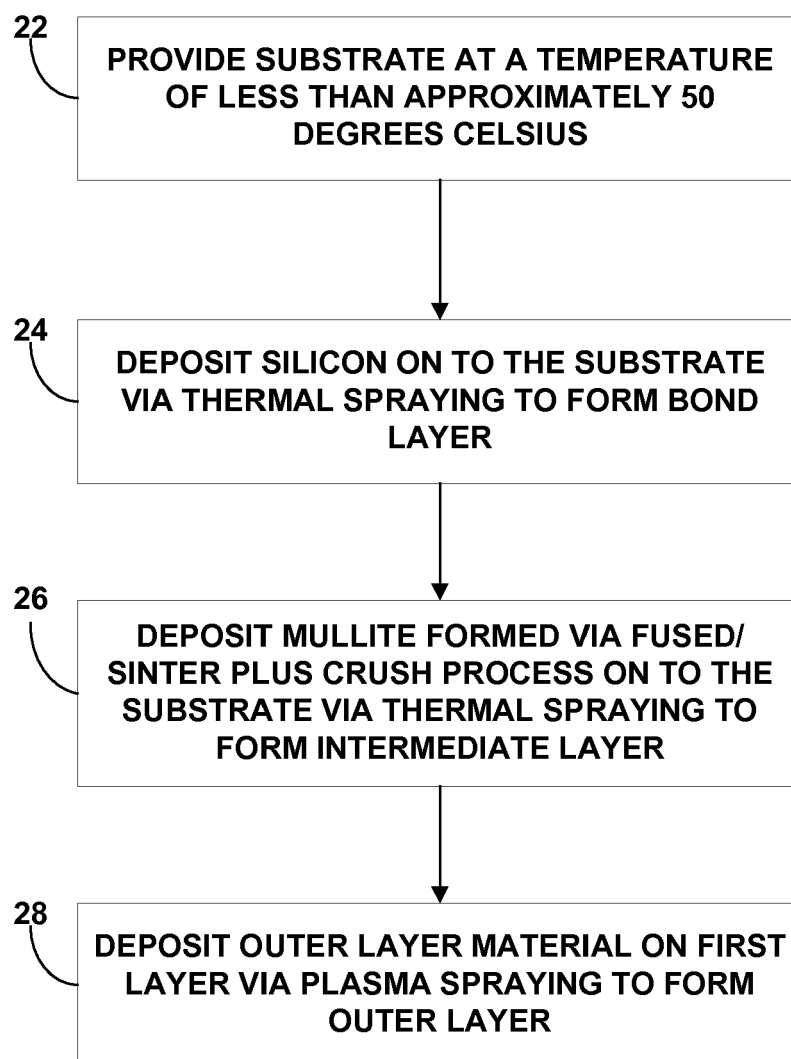 22
PROVIDE SUBSTRATE AT A TEMPERATURE
OF LESS THAN APPROXIMATELY 50
DEGREES CELSIUS
24
DEPOSIT SILICON ON TO THE SUBSTRATE
VIA THERMAL SPRAYING TO FORM BOND
LAYER
26
DEPOSIT MULLITE FORMED VIA FUSED/
SINTER PLUS CRUSH PROCESS ON TO THE
SUBSTRATE VIA THERMAL SPRAYING TO
FORM INTERMEDIATE LAYER
28
DEPOSIT OUTER LAYER MATERIAL ON FIRST
LAYER VIA PLASMA SPRAYING TO FORM
OUTER LAYER